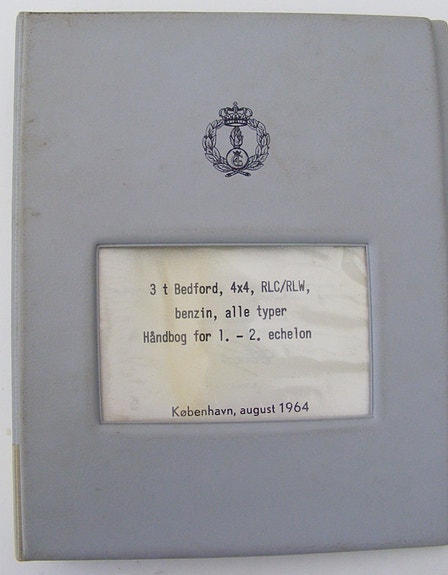 3 t Bedford, 4x4, RLC/RLW,
benzin, alle typer
Håndbog for 1. - 2. echelon
København, august 1964